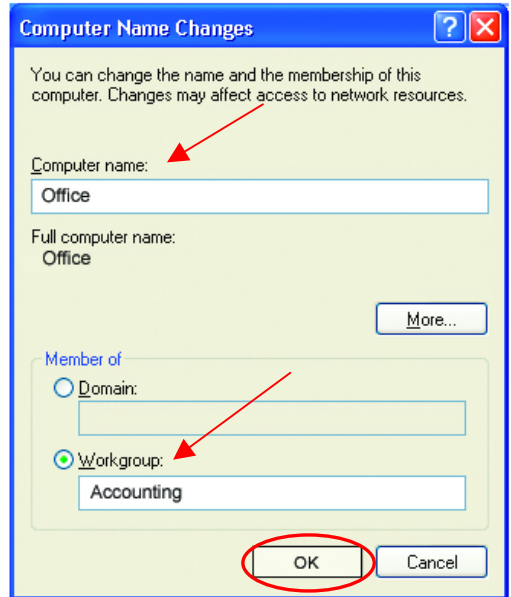 Computer Name Changes
You can change the name and the membership of this
computer. Changes may affect access to network resources.
Computer name:
Office
Full computer name:
Office
More...
Member of
Domain:
Workgroup:
Accounting
OK Cancel